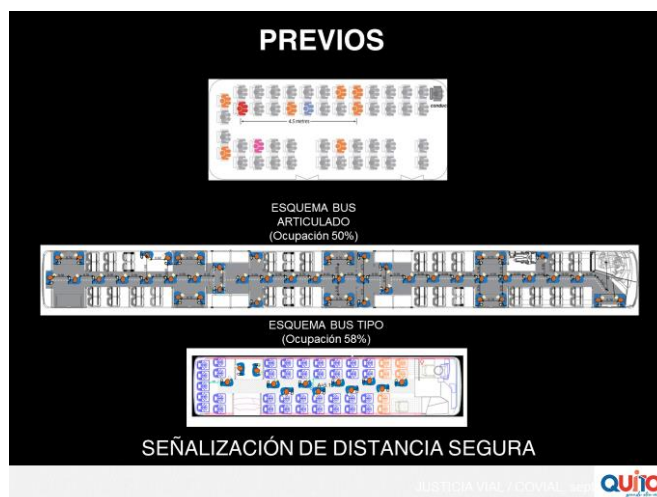 PREVIOS
4.5 metros
ESQUEMA BUS
ARTICULADO
(Ocupación 50%)
ESQUEMA BUS TIPO
(Ocupación 58%)
SEÑALIZACIÓN DE DISTANCIA SEGURA
JUSTICIA VIAL / COVIAL, sept
QUITO